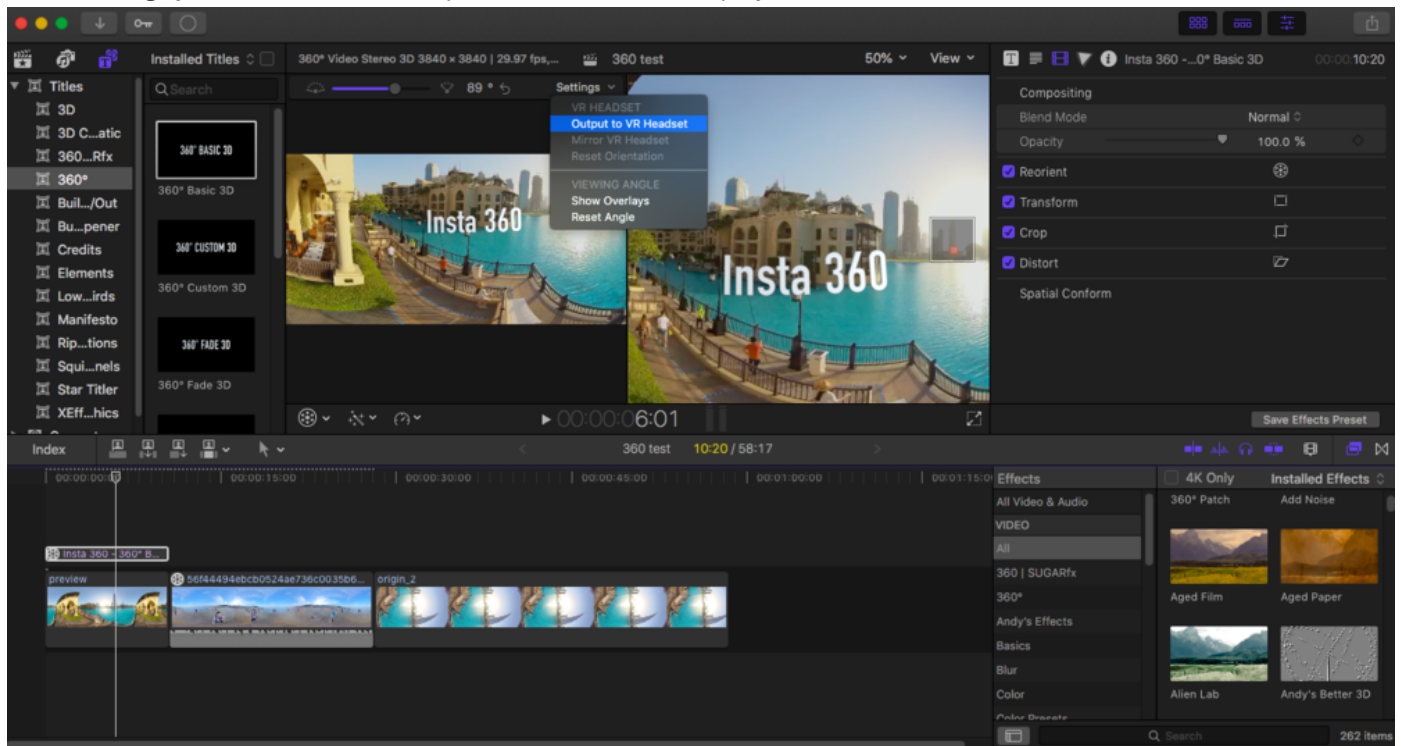 Installed Titles
360° Video Stereo 3D 3840 × 3840 | 29.97 fps,...
360 test
50%
View
Insta 360 -...0° Basic 3D
00:00:10:20
Titles
3D
3D C...atic
360...Rfx
360°
Buil.../Out
Bu...pener
Credits
Elements
Low...irds
Manifesto
Rip...tions
Squi...nels
Star Titler
XEff...hics
Search
360° BASIC 3D
360° Basic 3D
360° CUSTOM 3D
360° Custom 3D
360° FADE 3D
360° Fade 3D
89 °
Settings
VR HEADSET
Output to VR Headset
Mirror VR Headset
Reset Orientation
VIEWING ANGLE
Show Overlays
Reset Angle
Insta 360
Insta 360
00:00:06:01
Compositing
Blend Mode
Normal
Opacity
100.0 %
Reorient
Transform
Crop
Distort
Spatial Conform
Save Effects Preset
Index
360 test
10:20 / 58:17
00:00:00:00
00:00:15:00
00:00:30:00
00:00:45:00
00:01:00:00
00:01:15:0
Insta 360 - 360° B...
preview
56f44494ebcb0524ae736c0035b6...
origin_2
Effects
4K Only
Installed Effects
All Video & Audio
VIDEO
All
360 | SUGARfx
360°
Andy's Effects
Basics
Blur
Color
Color Presets
360° Patch
Add Noise
Aged Film
Aged Paper
Alien Lab
Andy's Better 3D
Search
262 items